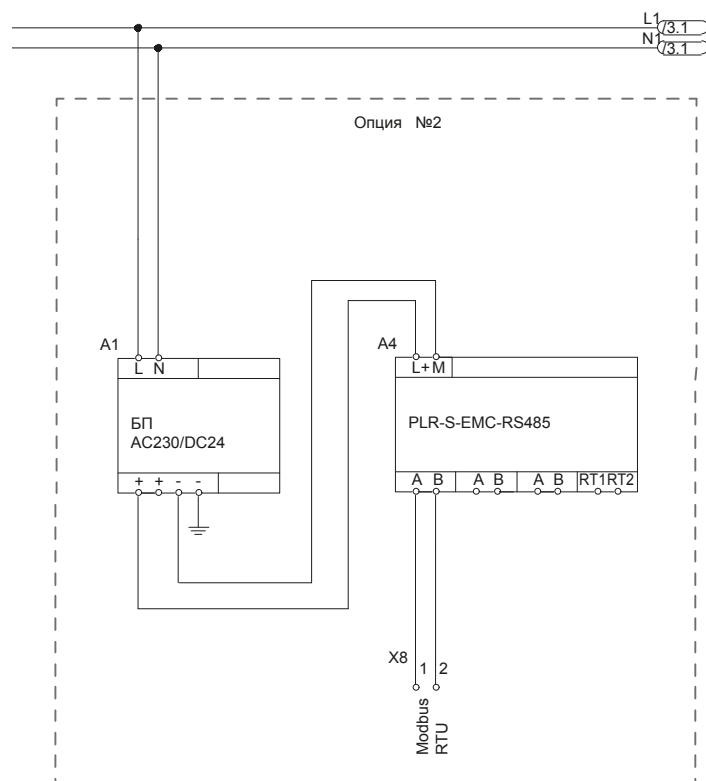 L1 /3.1
N1 /3.1
Опция №2
A1
L N
БП
AC230/DC24
+ + - -
A4
L+ M
PLR-S-EMC-RS485
A B A B A B RT1 RT2
X8 1 2
Modbus
RTU